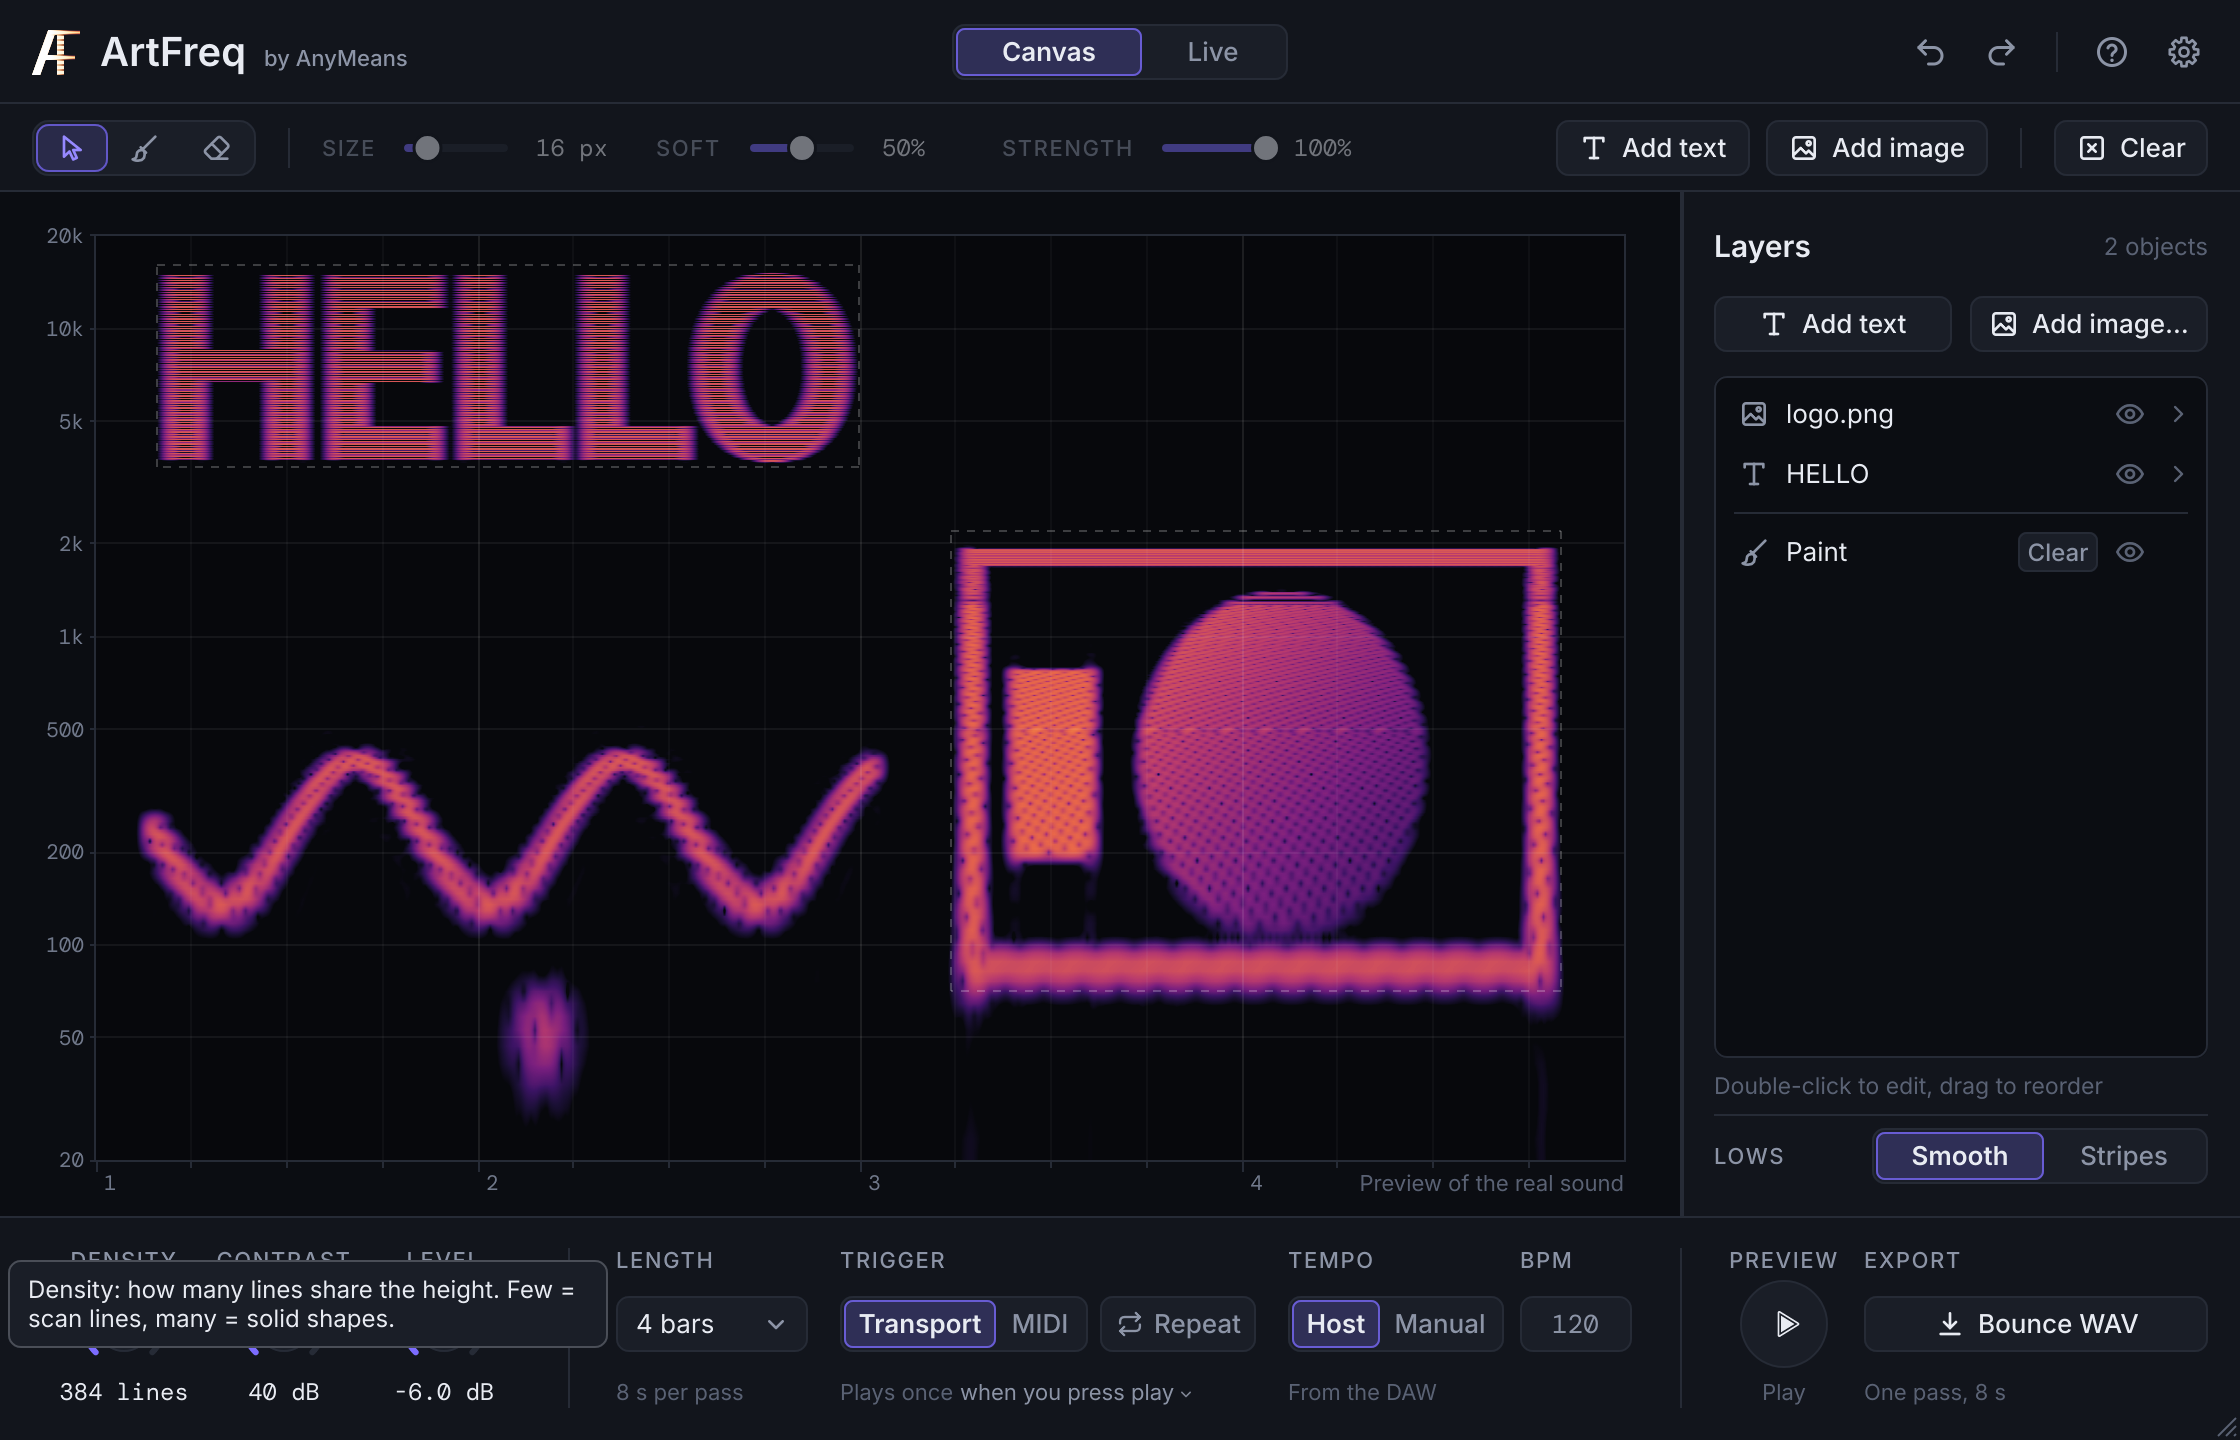 ArtFreq by AnyMeans
Canvas Live
SIZE 16 px SOFT 50% STRENGTH 100%
Add text Add image Clear
20k
10k
5k
2k
1k
500
200
100
50
20
HELLO
1 2 3 4 Preview of the real sound
Layers 2 objects
Add text Add image...
logo.png
HELLO
Paint Clear
Double-click to edit, drag to reorder
LOWS Smooth Stripes
DENSITY CONTRAST LEVEL
Density: how many lines share the height. Few =
scan lines, many = solid shapes.
384 lines 40 dB -6.0 dB
LENGTH TRIGGER TEMPO BPM PREVIEW EXPORT
4 bars Transport MIDI Repeat Host Manual 120 Bounce WAV
8 s per pass Plays once when you press play From the DAW Play One pass, 8 s